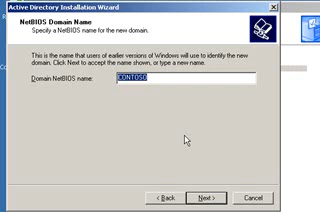 Active Directory Installation Wizard
NetBIOS Domain Name
Specify a NetBIOS name for the new domain.
This is the name that users of earlier versions of Windows will use to identify the new
domain. Click Next to accept the name shown, or type a new name.
Domain NetBIOS name:
CONTOSO
< Back
Next >
Cancel